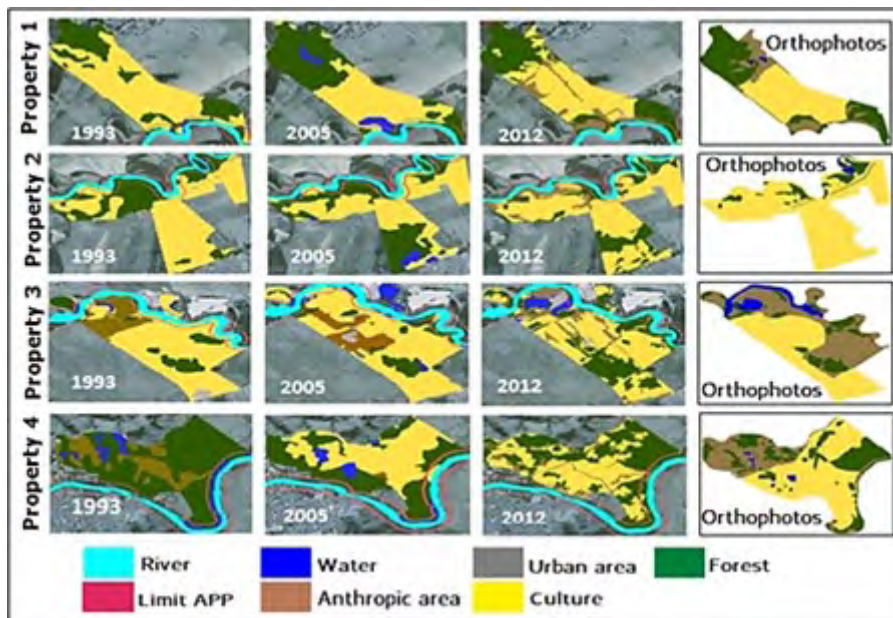 Property 1
1993
2005
2012
Orthophotos
Property 2
1993
2005
2012
Orthophotos
Property 3
1993
2005
2012
Orthophotos
Property 4
1993
2005
2012
Orthophotos
River
Water
Urban area
Forest
Limit APP
Anthropic area
Culture